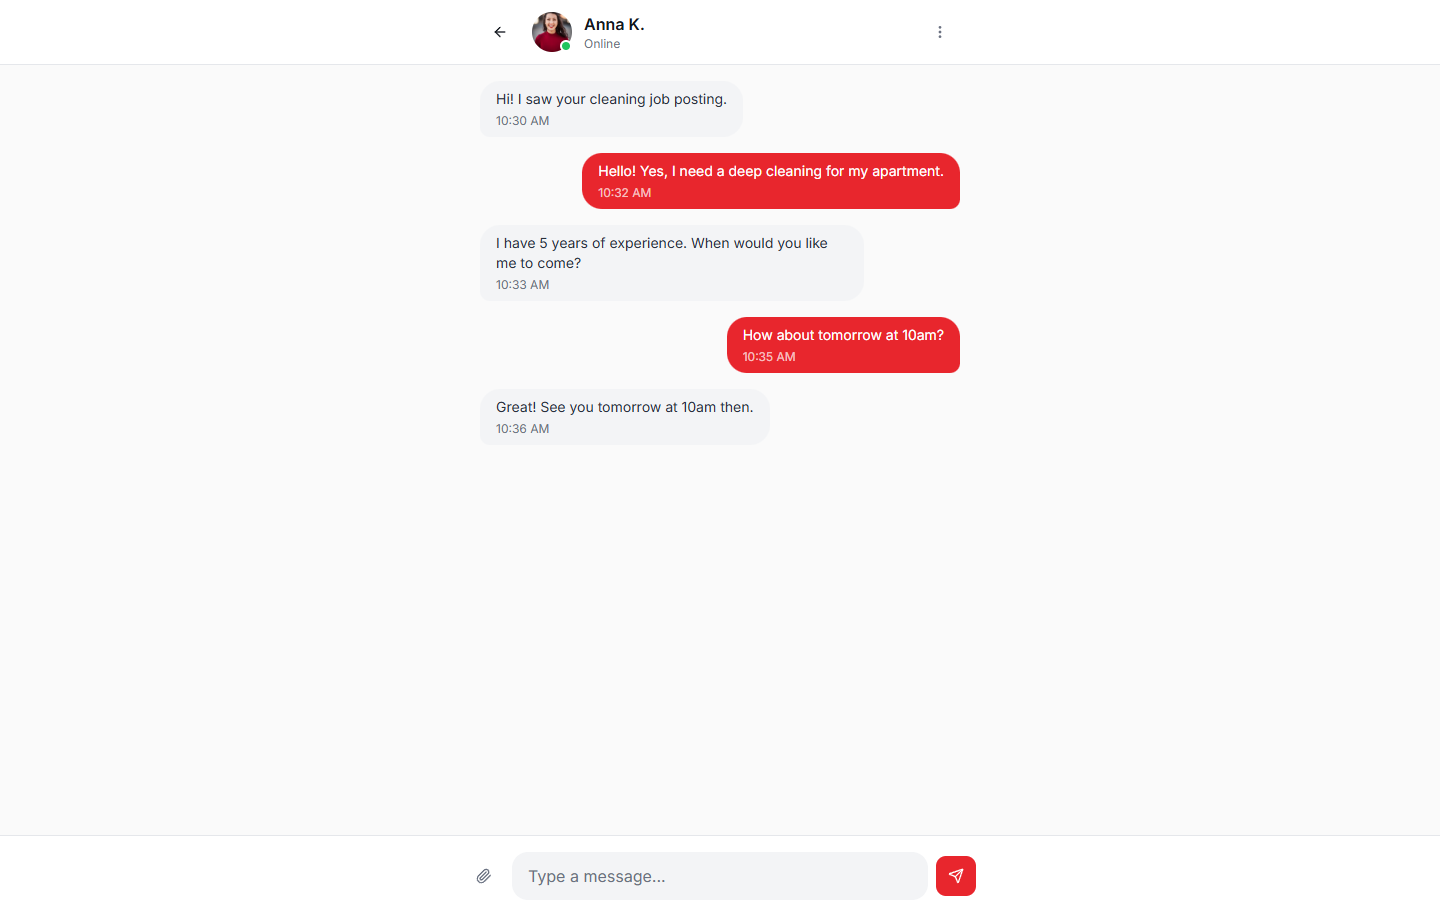 Anna K.
Online
Hi! I saw your cleaning job posting.
10:30 AM
Hello! Yes, I need a deep cleaning for my apartment.
10:32 AM
I have 5 years of experience. When would you like
me to come?
10:33 AM
How about tomorrow at 10am?
10:35 AM
Great! See you tomorrow at 10am then.
10:36 AM
Type a message...